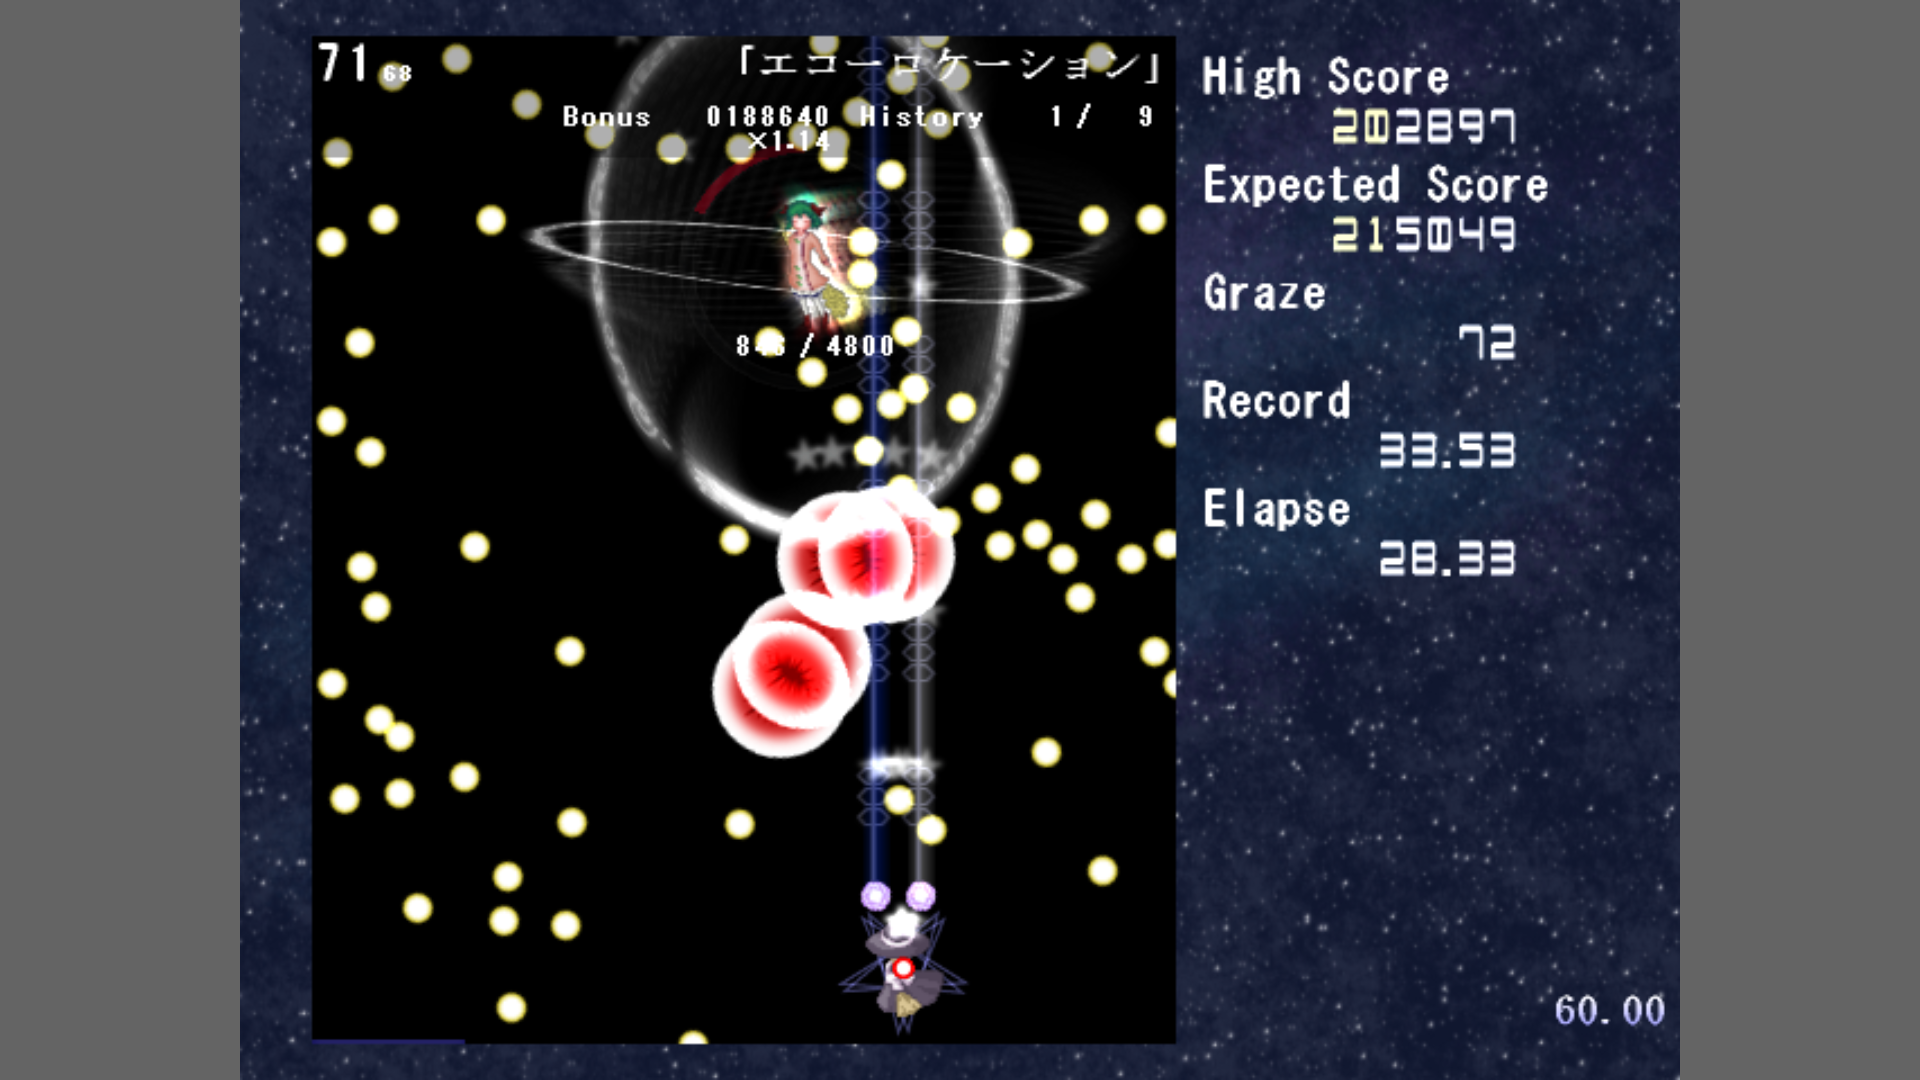 71 68
「エコーロケーション」
Bonus 0188640 History 1 / 9
×1.14
/ 4800
High Score
202897
Expected Score
215049
Graze
72
Record
33.53
Elapse
28.33
60.00